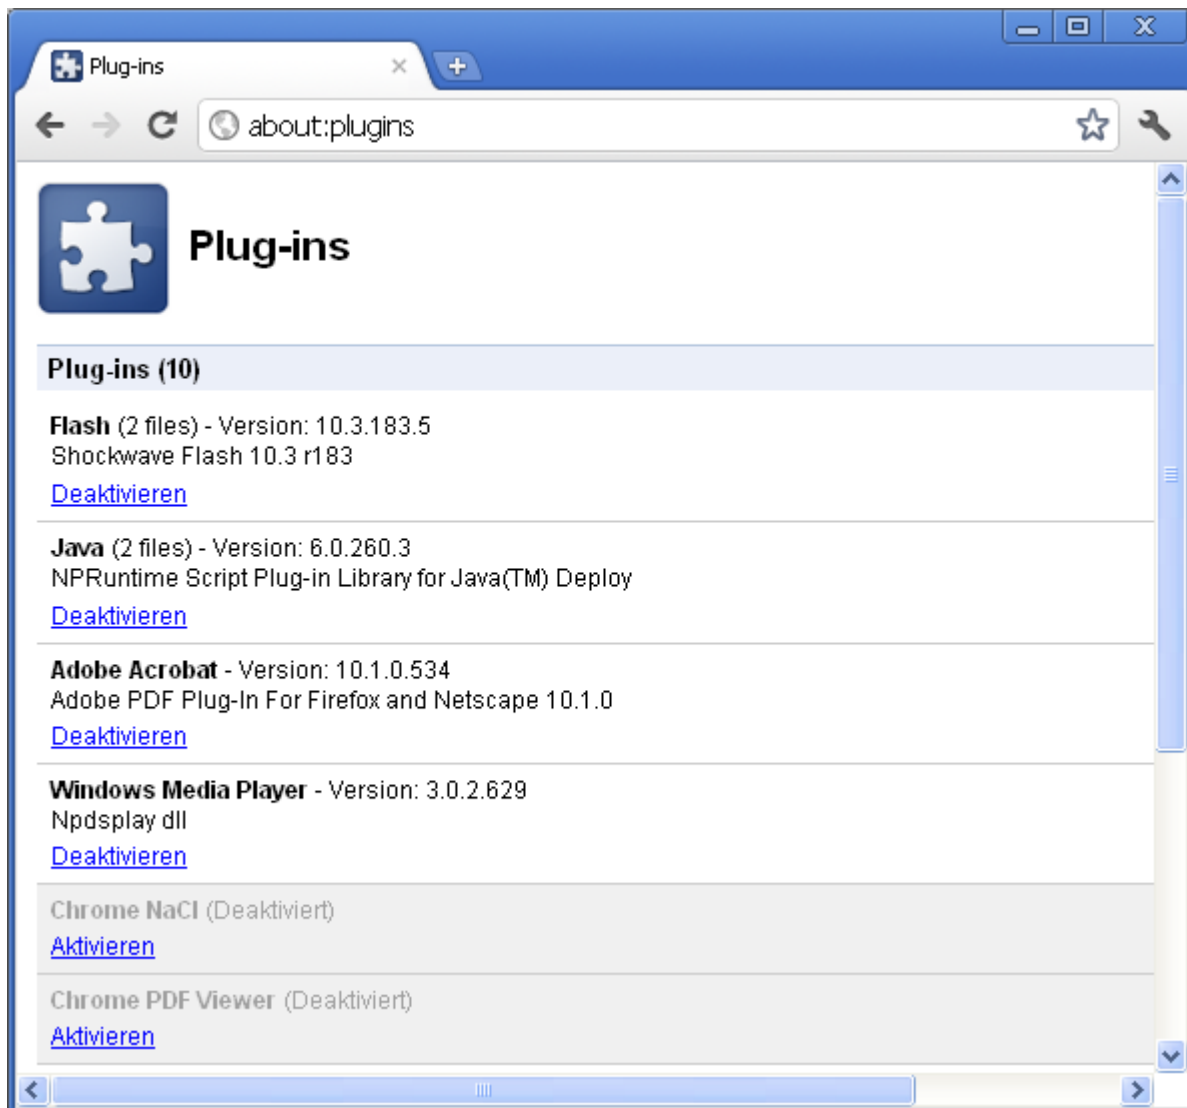 Plug-ins
about:plugins
Plug-ins
Plug-ins (10)
Flash (2 files) - Version: 10.3.183.5
Shockwave Flash 10.3 r183
Deaktivieren
Java (2 files) - Version: 6.0.260.3
NPRuntime Script Plug-in Library for Java(TM) Deploy
Deaktivieren
Adobe Acrobat - Version: 10.1.0.534
Adobe PDF Plug-In For Firefox and Netscape 10.1.0
Deaktivieren
Windows Media Player - Version: 3.0.2.629
Npdsplay dll
Deaktivieren
Chrome NaCl (Deaktiviert)
Aktivieren
Chrome PDF Viewer (Deaktiviert)
Aktivieren